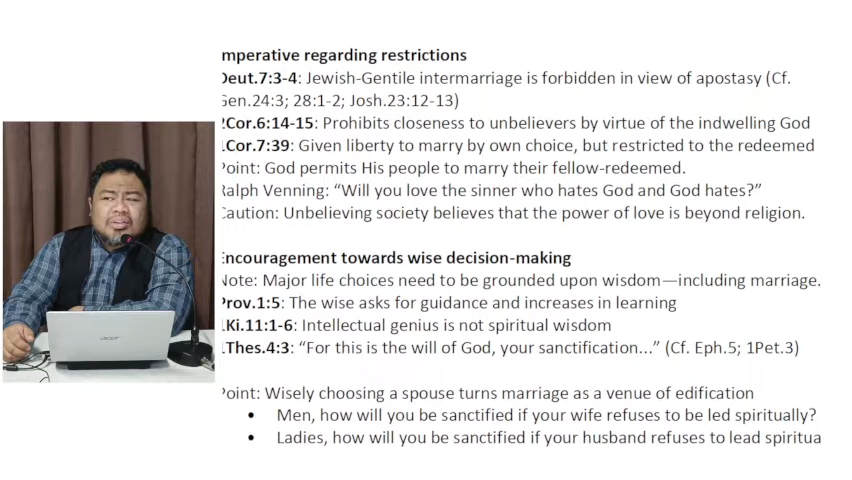 mperative regarding restrictions
Deut.7:3-4: Jewish-Gentile intermarriage is forbidden in view of apostasy (Cf.
Gen.24:3; 28:1-2; Josh.23:12-13)
2Cor.6:14-15: Prohibits closeness to unbelievers by virtue of the indwelling God
1Cor.7:39: Given liberty to marry by own choice, but restricted to the redeemed
Point: God permits His people to marry their fellow-redeemed.
Ralph Venning: “Will you love the sinner who hates God and God hates?”
Caution: Unbelieving society believes that the power of love is beyond religion.
Encouragement towards wise decision-making
Note: Major life choices need to be grounded upon wisdom—including marriage.
Prov.1:5: The wise asks for guidance and increases in learning
1Ki.11:1-6: Intellectual genius is not spiritual wisdom
1Thes.4:3: “For this is the will of God, your sanctification...” (Cf. Eph.5; 1Pet.3)
Point: Wisely choosing a spouse turns marriage as a venue of edification
• Men, how will you be sanctified if your wife refuses to be led spiritually?
• Ladies, how will you be sanctified if your husband refuses to lead spiritua
acer